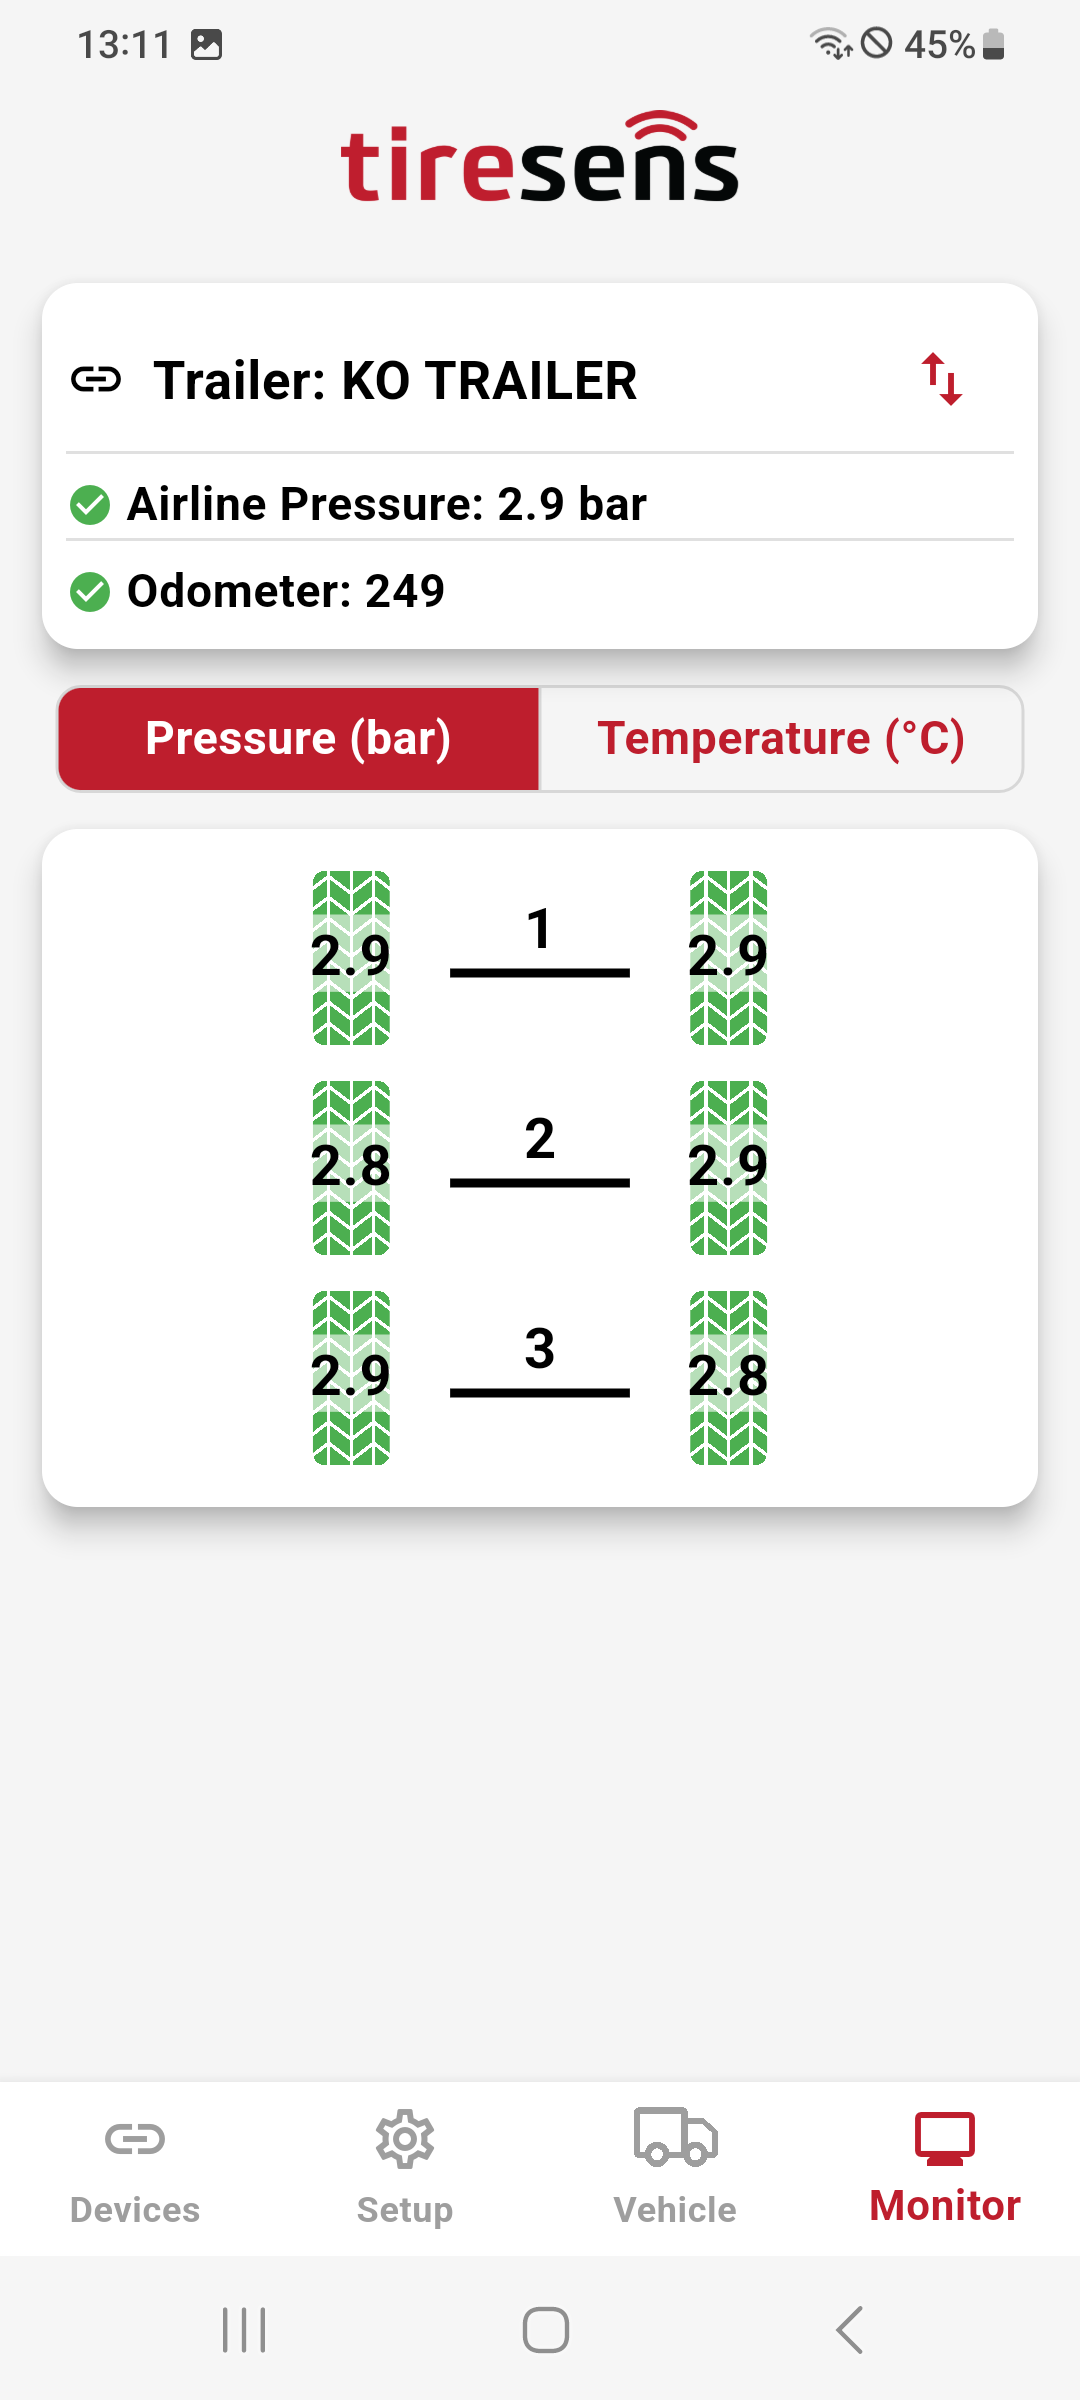 13:11 45%
tiresens
Trailer: KO TRAILER
Airline Pressure: 2.9 bar
Odometer: 249
Pressure (bar) Temperature (°C)
2.9 1 2.9
2.8 2 2.9
2.9 3 2.8
Devices Setup Vehicle Monitor